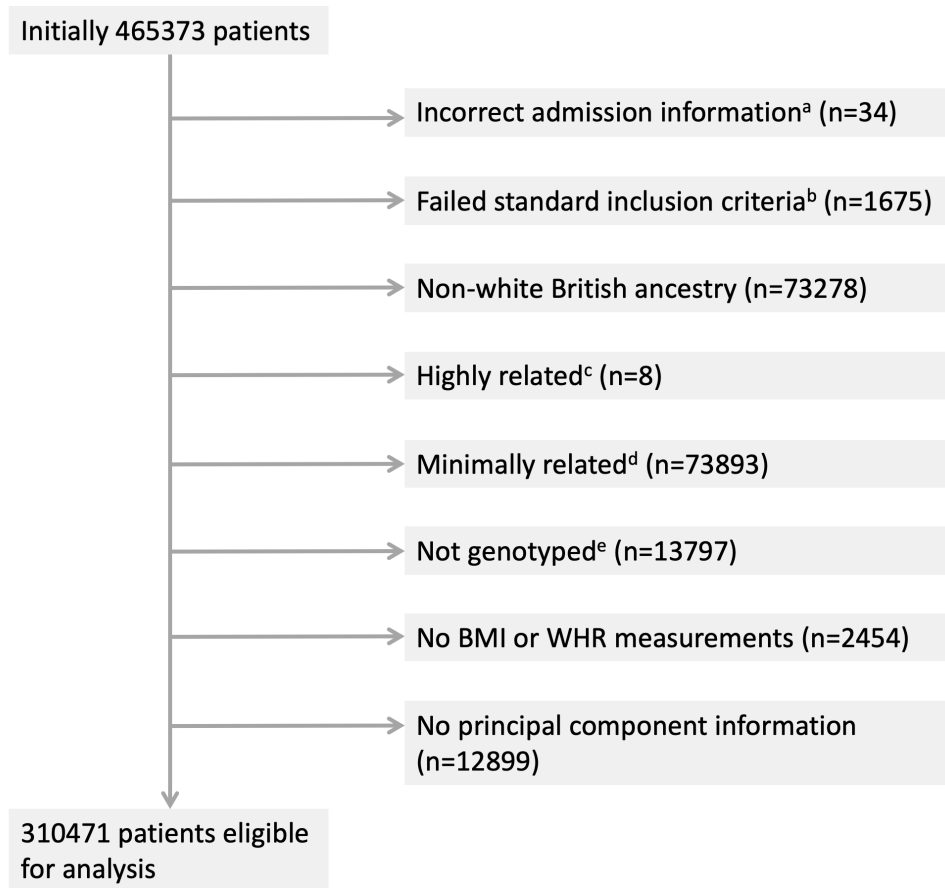 Initially 465373 patients
Incorrect admission informationᵃ (n=34)
Failed standard inclusion criteriaᵇ (n=1675)
Non-white British ancestry (n=73278)
Highly relatedᶜ (n=8)
Minimally relatedᵈ (n=73893)
Not genotypedᵉ (n=13797)
No BMI or WHR measurements (n=2454)
No principal component information
(n=12899)
310471 patients eligible
for analysis